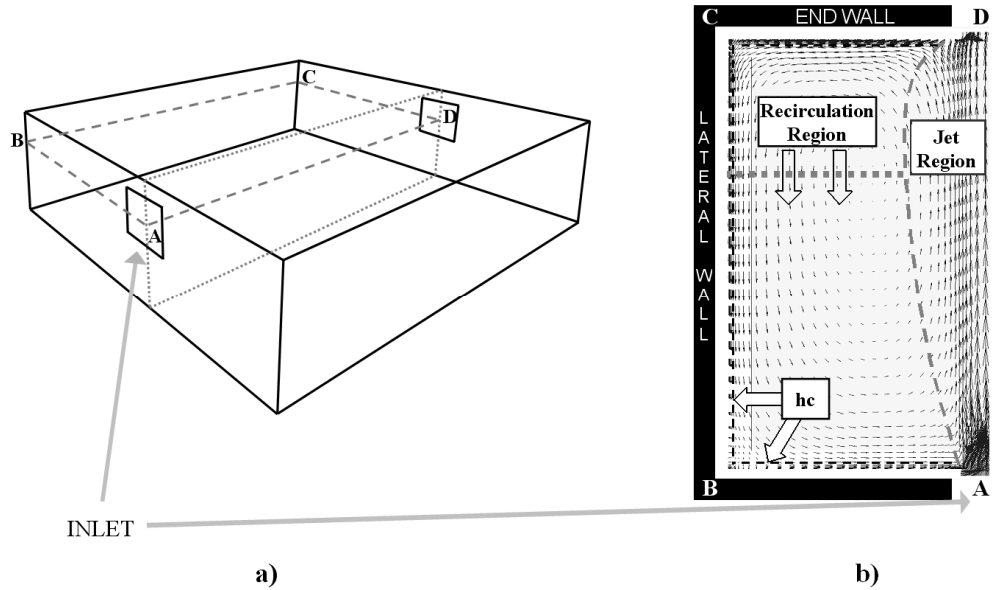 C
B
D
A
INLET
a)
C
END WALL
D
LATERAL WALL
Recirculation
Region
Jet
Region
hc
B
A
b)